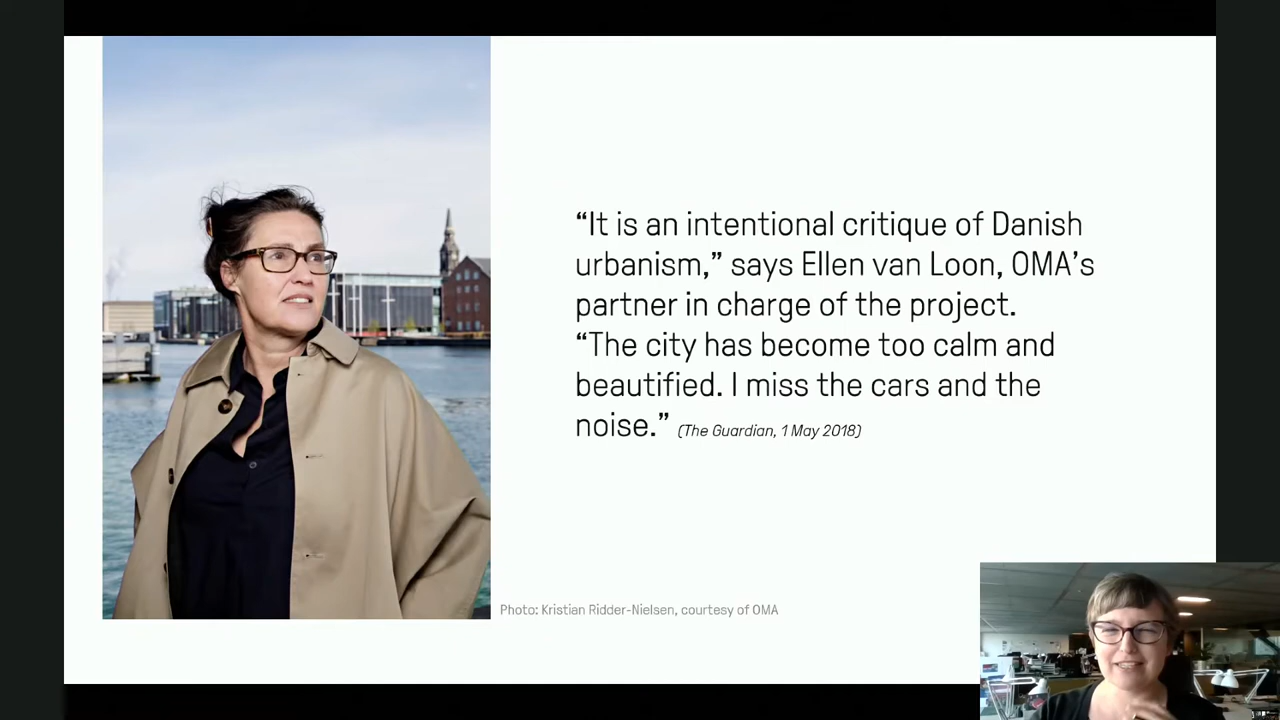 “It is an intentional critique of Danish
urbanism,” says Ellen van Loon, OMA’s
partner in charge of the project.
“The city has become too calm and
beautified. I miss the cars and the
noise.” (The Guardian, 1 May 2018)
Photo: Kristian Ridder-Nielsen, courtesy of OMA